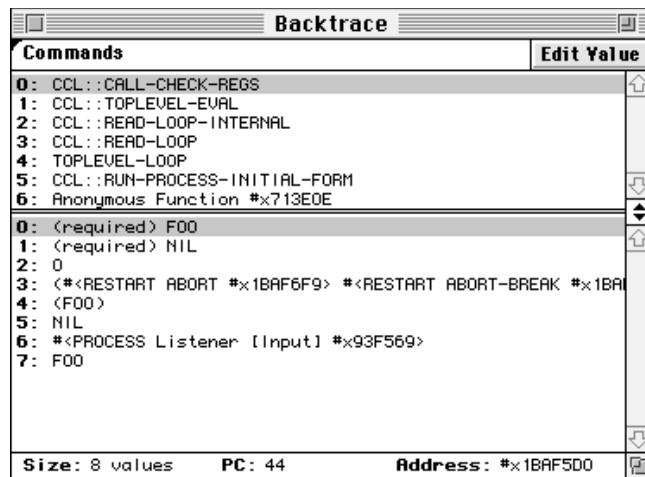 Backtrace
Commands Edit Value
0: CCL::CALL-CHECK-REGS
1: CCL::TOPLEVEL-EVAL
2: CCL::READ-LOOP-INTERNAL
3: CCL::READ-LOOP
4: TOPLEVEL-LOOP
5: CCL::RUN-PROCESS-INITIAL-FORM
6: Anonymous Function #x713E0E
0: (required) FOO
1: (required) NIL
2: 0
3: (#<RESTART ABORT #x1BAF6F9> #<RESTART ABORT-BREAK #x1BA
4: (FOO)
5: NIL
6: #<PROCESS Listener [Input] #x93F569>
7: FOO
Size: 8 values PC: 44 Address: #x1BAF5D0